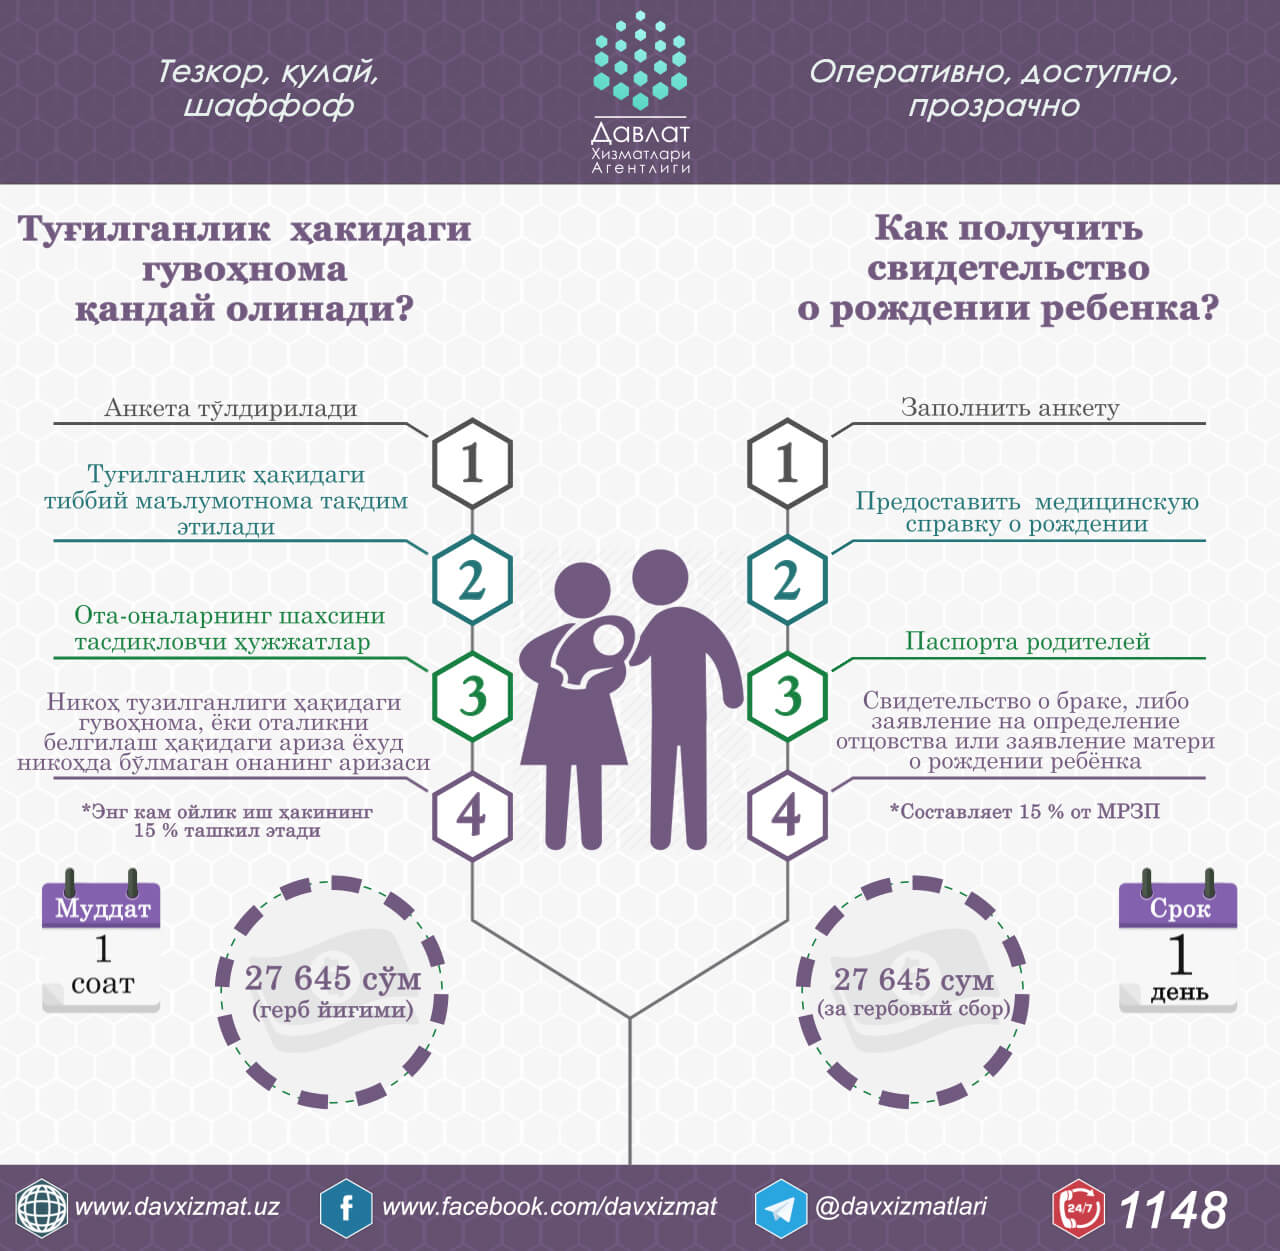 Тезкор, қулай,
шаффоф
Давлат
Хизматлари
Агентлиги
Оперативно, доступно,
прозрачно
Туғилганлик ҳакидаги
гувоҳнома
қандай олинади?
Анкета тўлдирилади
1
Туғилганлик ҳақидаги
тиббий маълумотнома тақдим
этилади
2
Ота-оналарнинг шахсини
тасдиқловчи ҳужжатлар
3
Никоҳ тузилганлиги ҳақидаги
гувоҳнома, ёки оталикни
белгилаш ҳақидаги ариза ёхуд
никоҳда бўлмаган онанинг аризаси
4
*Энг кам ойлик иш ҳакининг
15 % ташкил этади
Муддат
1
соат
27 645 сўм
(герб йиғими)
Как получить
свидетельство
о рождении ребенка?
Заполнить анкету
1
Предоставить медицинскую
справку о рождении
2
Паспорта родителей
3
Свидетельство о браке, либо
заявление на определение
отцовства или заявление матери
о рождении ребёнка
4
*Составляет 15 % от МРЗП
27 645 сум
(за гербовый сбор)
Срок
1
день
www.davxizmat.uz
f
www.facebook.com/davxizmat
@davxizmatlari
24/7
1148